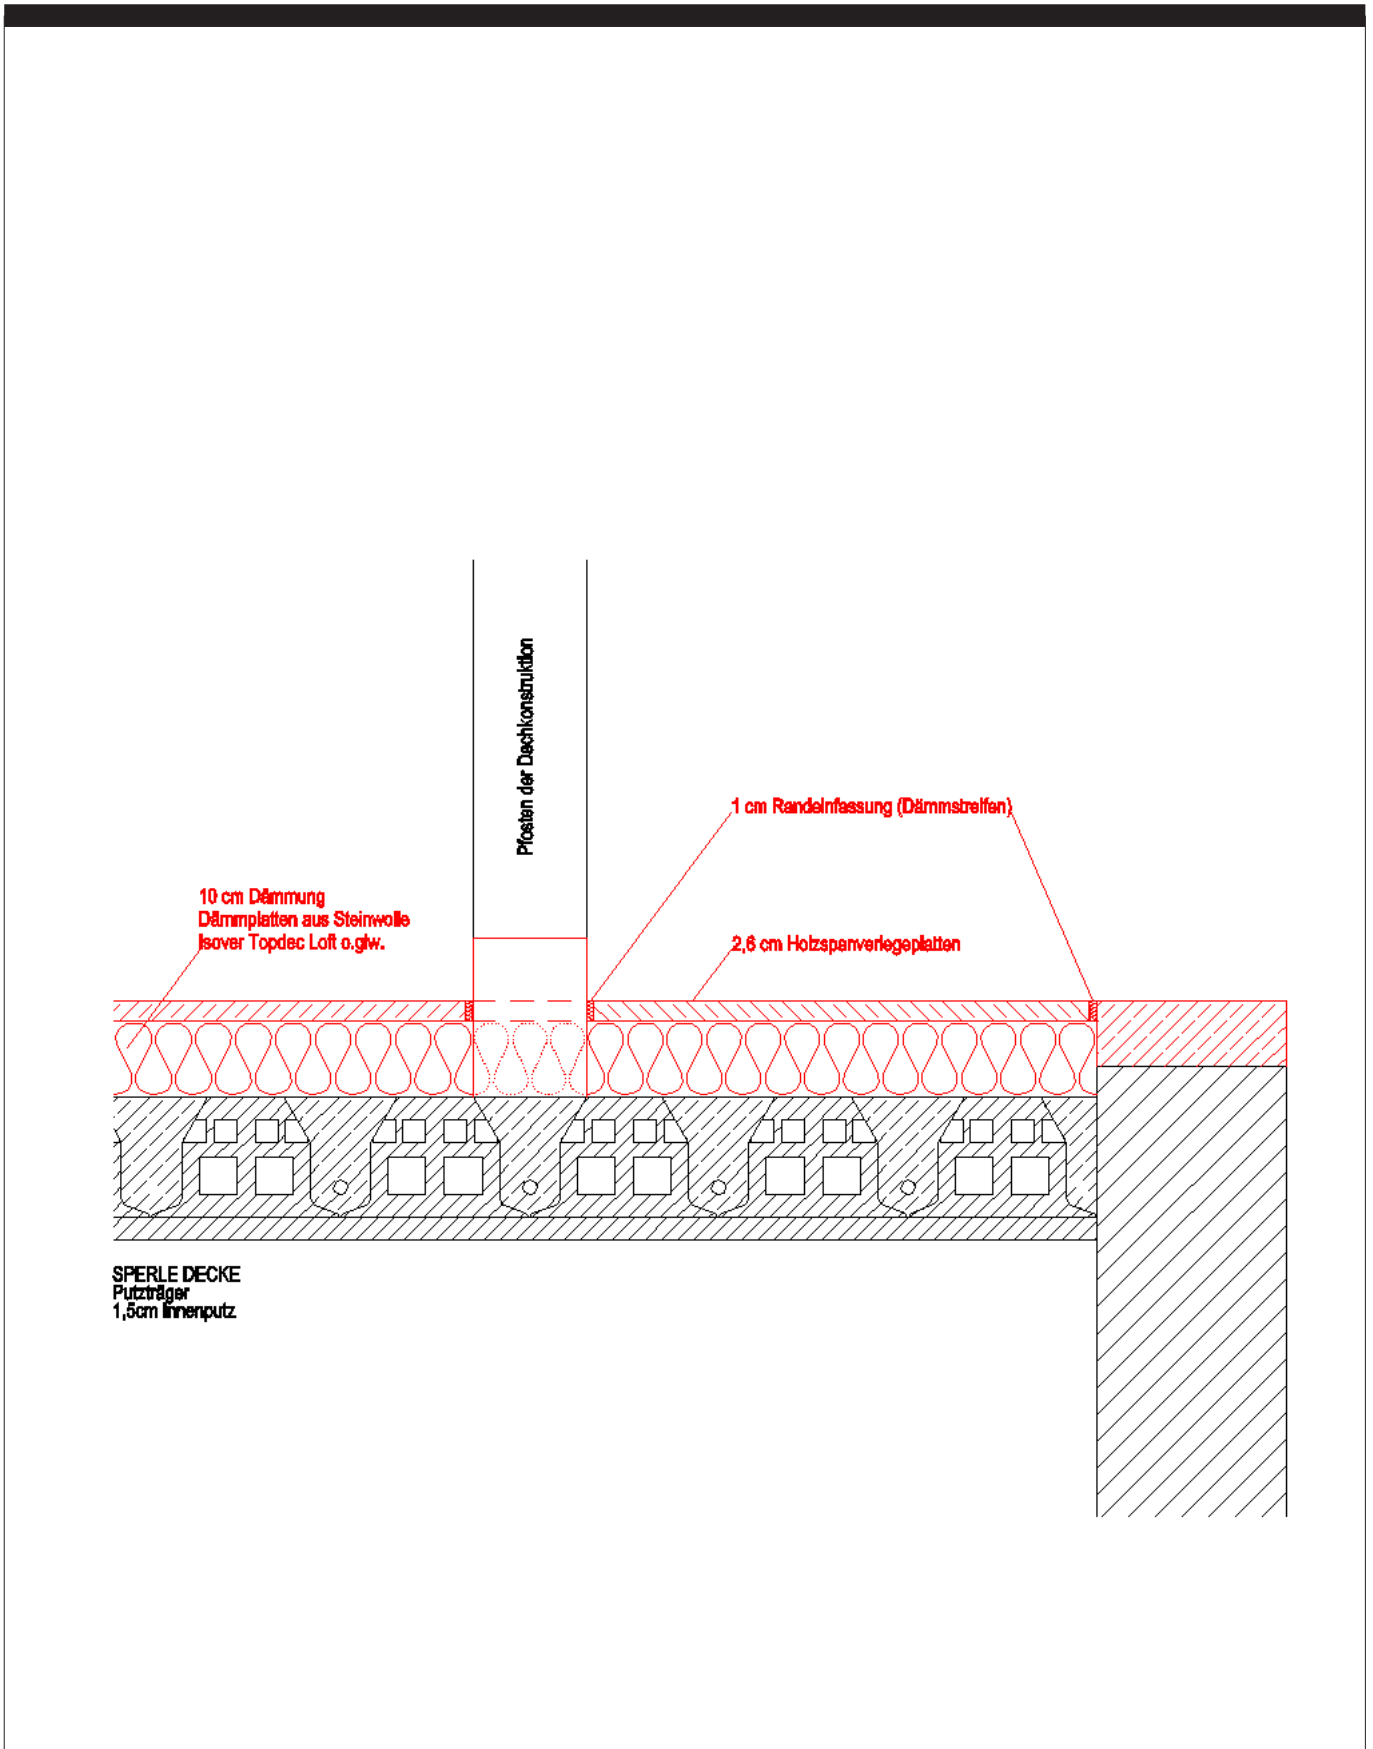 Pfosten der Dachkonstruktion
1 cm Randeinfassung (Dämmstreifen)
10 cm Dämmung
Dämmplatten aus Steinwolle
Isover Topdec Loft o.glw.
2,6 cm Holzspanverlegeplatten
SPERLE DECKE
Putzträger
1,5cm Innenputz